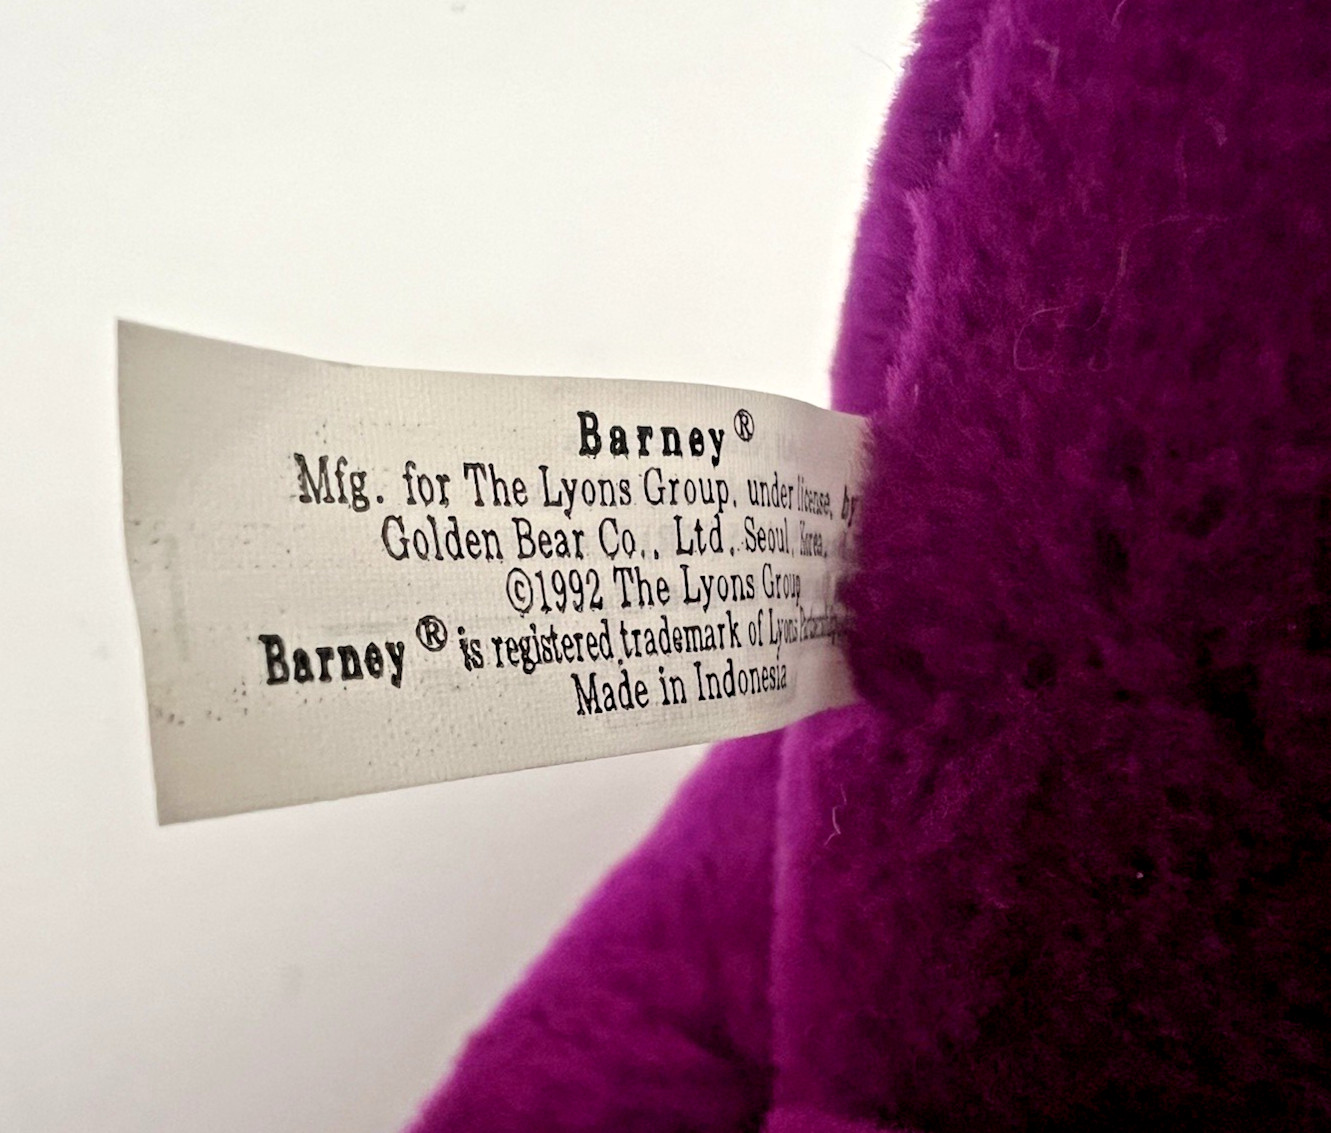 Barney®
Mfg. for The Lyons Group, under license, by
Golden Bear Co., Ltd. Seoul, Korea.
©1992 The Lyons Group
Barney® is registered trademark of Lyons Partnership
Made in Indonesia